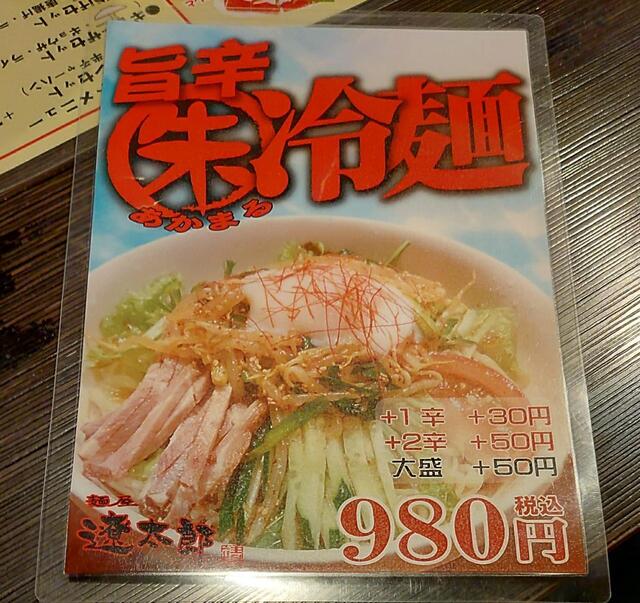 旨辛
朱冷麺
あかまる
+1辛 +30円
+2辛 +50円
大盛 +50円
980円
税込
麺屋
遼太郎